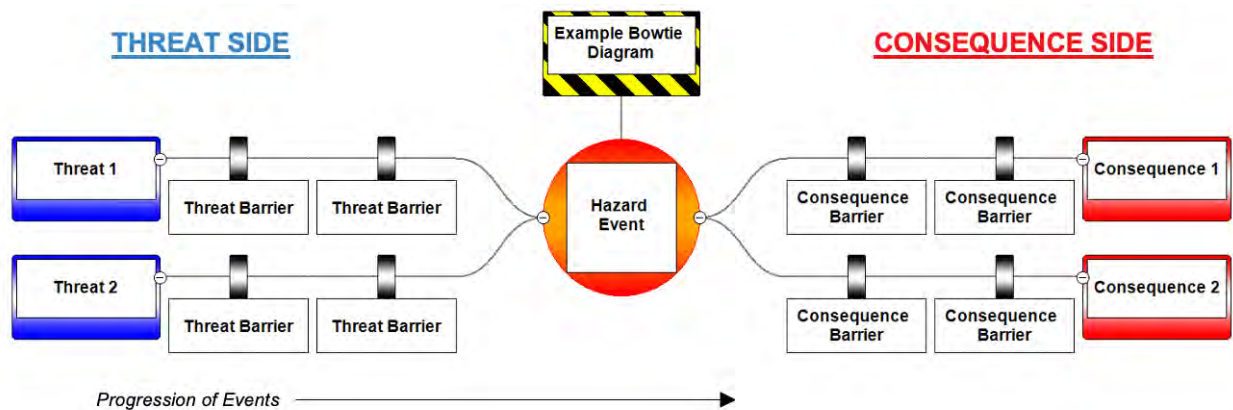 THREAT SIDE
Example Bowtie
Diagram
CONSEQUENCE SIDE
Threat 1
Threat Barrier
Threat Barrier
Hazard
Event
Consequence
Barrier
Consequence
Barrier
Consequence 1
Threat 2
Threat Barrier
Threat Barrier
Consequence
Barrier
Consequence
Barrier
Consequence 2
Progression of Events